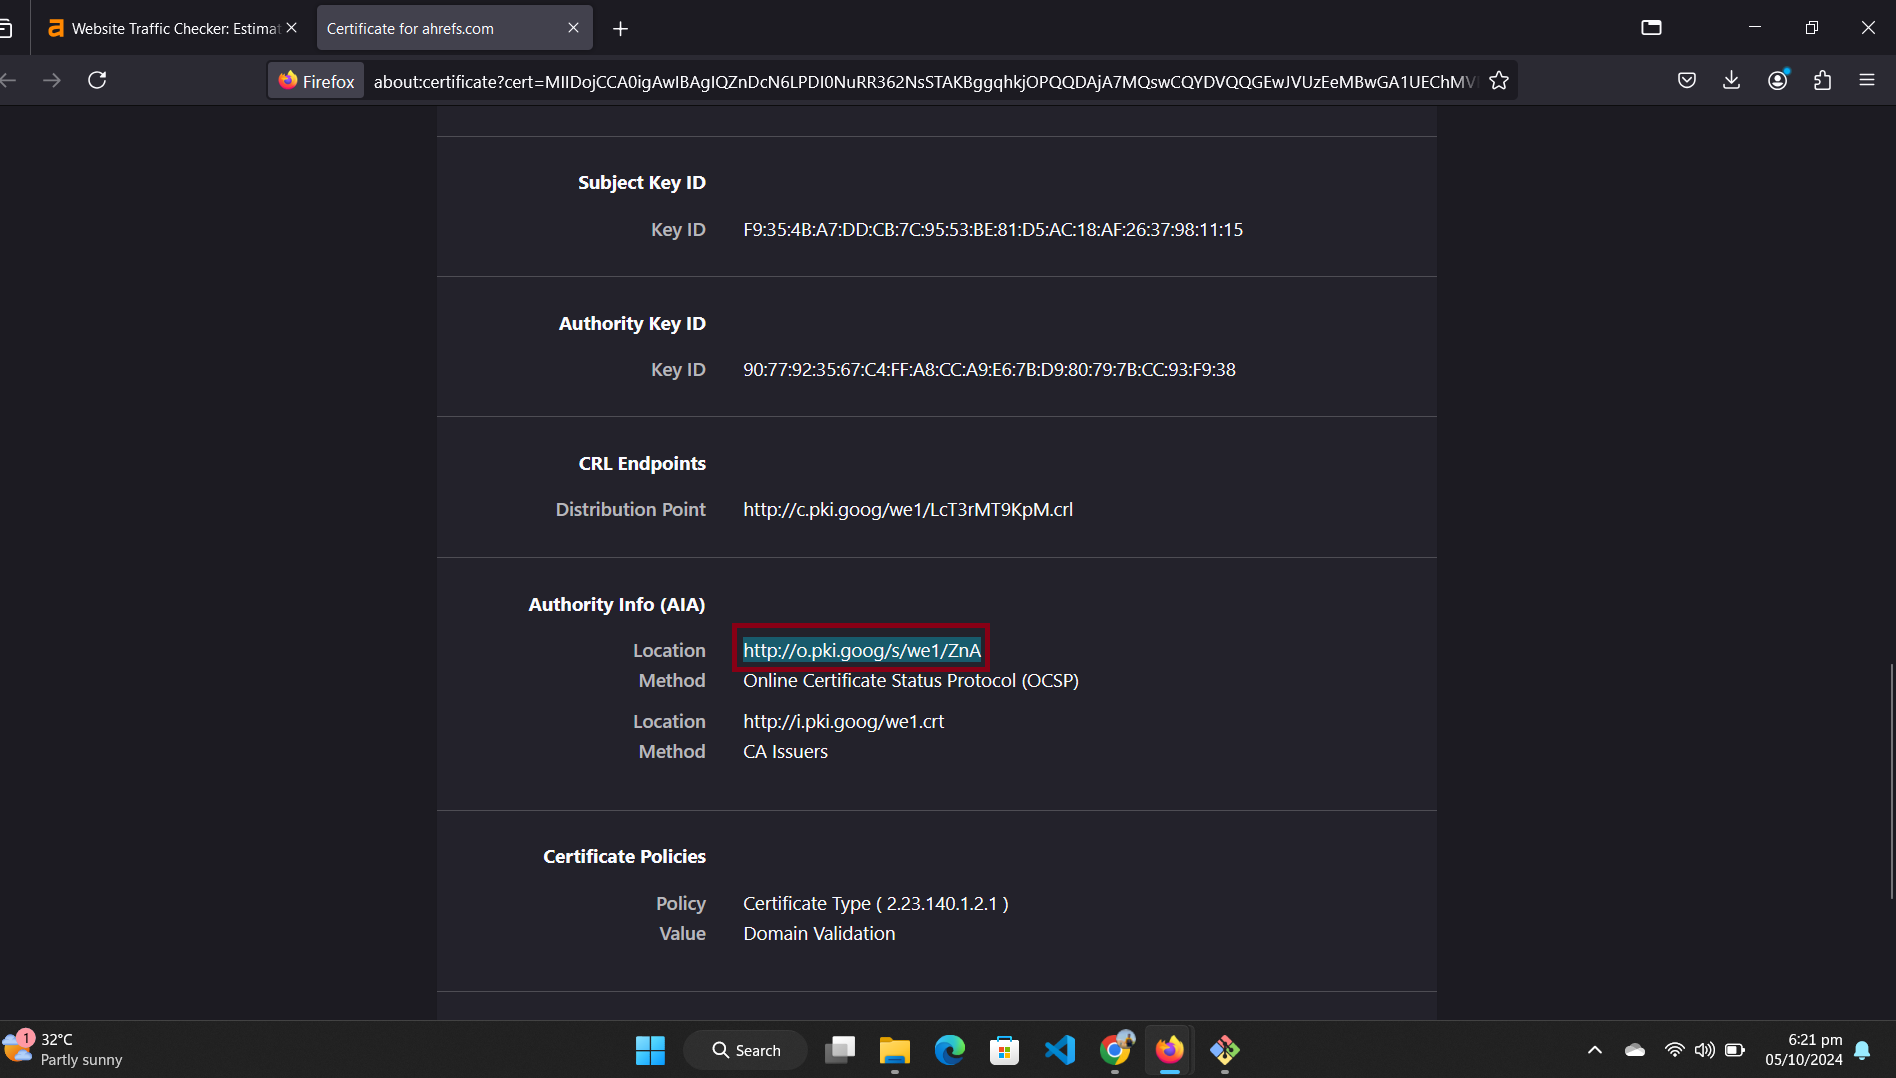 Website Traffic Checker: Estimat
Certificate for ahrefs.com
Firefox
about:certificate?cert=MIIDojCCA0igAwIBAgIQZnDcN6LPDI0NuRR362NsSTAKBggqhkjOPQQDAjA7MQswCQYDVQQGEwJVUzEeMBwGA1UEChMV
Subject Key ID
Key ID F9:35:4B:A7:DD:CB:7C:95:53:BE:81:D5:AC:18:AF:26:37:98:11:15
Authority Key ID
Key ID 90:77:92:35:67:C4:FF:A8:CC:A9:E6:7B:D9:80:79:7B:CC:93:F9:38
CRL Endpoints
Distribution Point http://c.pki.goog/we1/LcT3rMT9KpM.crl
Authority Info (AIA)
Location http://o.pki.goog/s/we1/ZnA
Method Online Certificate Status Protocol (OCSP)
Location http://i.pki.goog/we1.crt
Method CA Issuers
Certificate Policies
Policy Certificate Type ( 2.23.140.1.2.1 )
Value Domain Validation
1
32°C
Partly sunny
Search
6:21 pm
05/10/2024